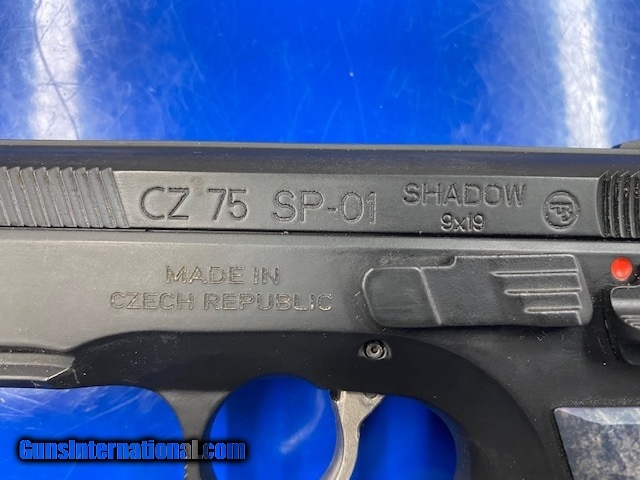 CZ 75 SP-01 SHADOW
9x19
MADE IN
CZECH REPUBLIC
GunsInternational.com